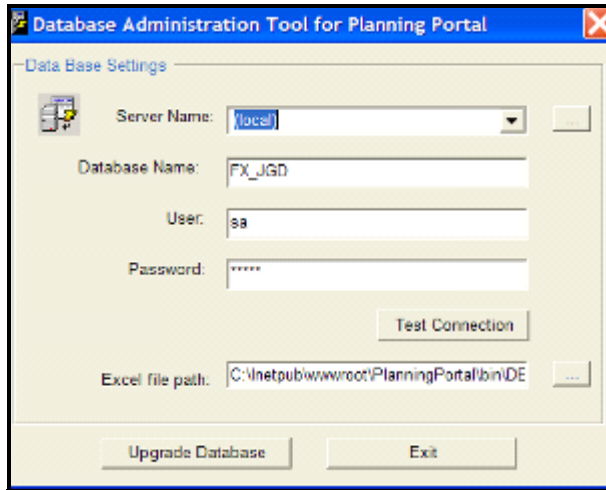 Database Administration Tool for Planning Portal
Data Base Settings
Server Name: (local) ...
Database Name: FX_JGD
User: sa
Password: *****
Test Connection
Excel file path: C:\Inetpub\wwwroot\PlanningPortal\bin\DE ...
Upgrade Database Exit